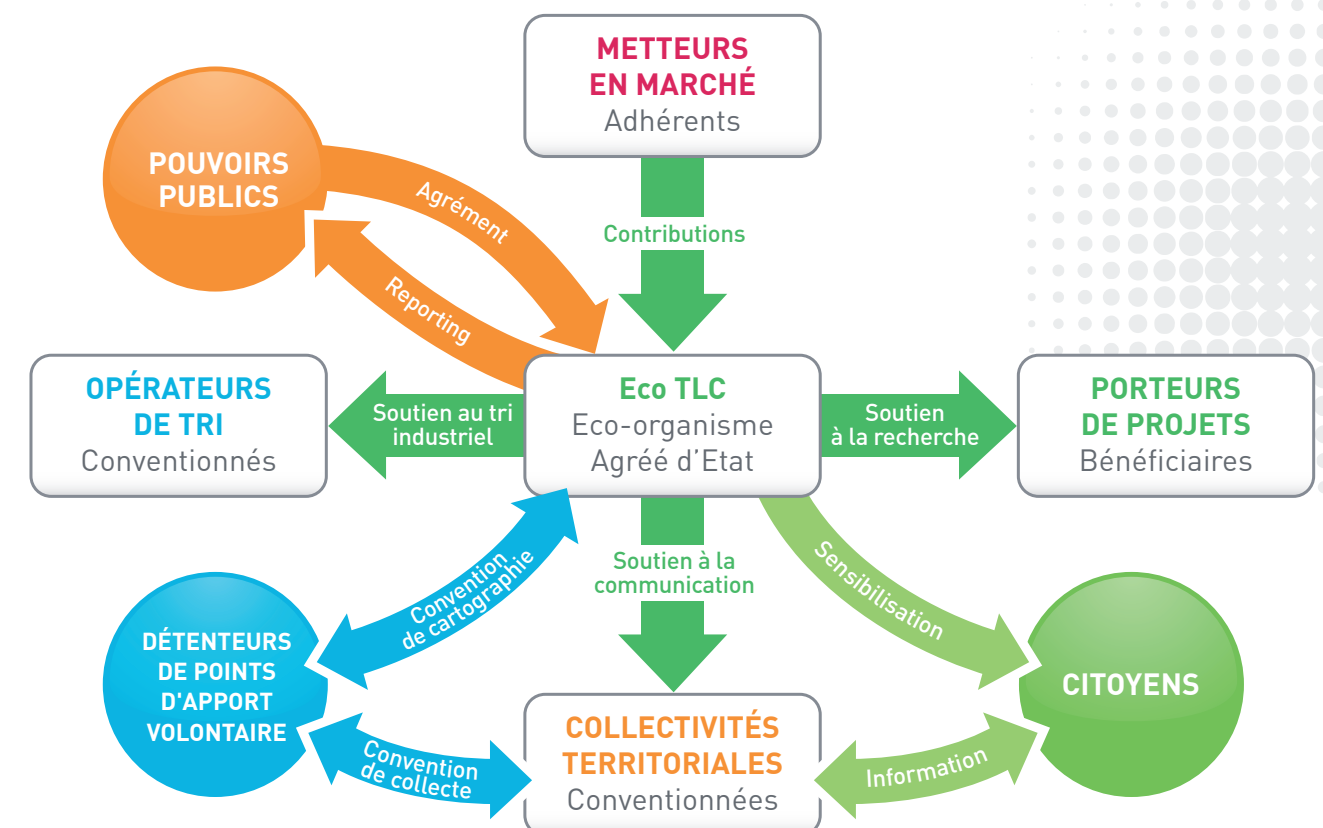 METTEURS
EN MARCHÉ
Adhérents
POUVOIRS
PUBLICS
Agrément
Contributions
Reporting
OPÉRATEURS
DE TRI
Conventionnés
Soutien au tri
industriel
Eco TLC
Eco-organisme
Agréé d’Etat
Soutien
à la recherche
PORTEURS
DE PROJETS
Bénéficiaires
Convention
de cartographie
Soutien à la
communication
Sensibilisation
DÉTENTEURS
DE POINTS
D'APPORT
VOLONTAIRE
CITOYENS
Convention
de collecte
COLLECTIVITÉS
TERRITORIALES
Conventionnées
Information